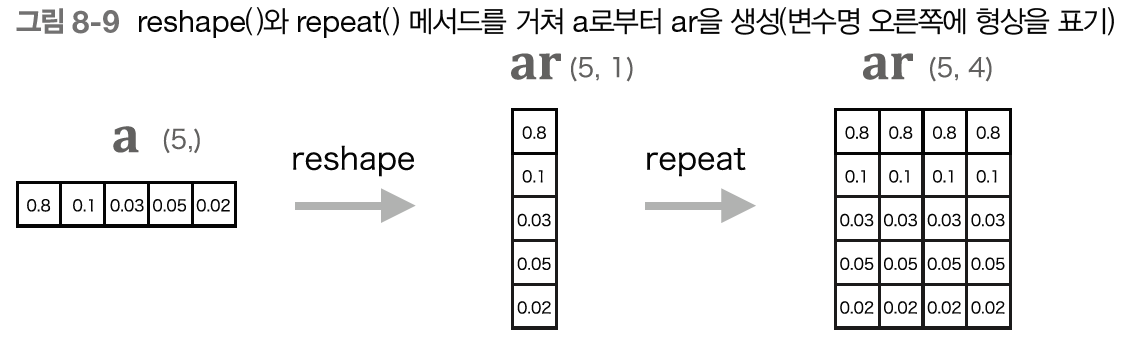 그림 8-9 reshape()와 repeat() 메서드를 거쳐 a로부터 ar을 생성(변수명 오른쪽에 형상을 표기)
a (5,)
0.8 0.1 0.03 0.05 0.02
reshape
ar (5, 1)
0.8
0.1
0.03
0.05
0.02
repeat
ar (5, 4)
0.8 0.8 0.8 0.8
0.1 0.1 0.1 0.1
0.03 0.03 0.03 0.03
0.05 0.05 0.05 0.05
0.02 0.02 0.02 0.02